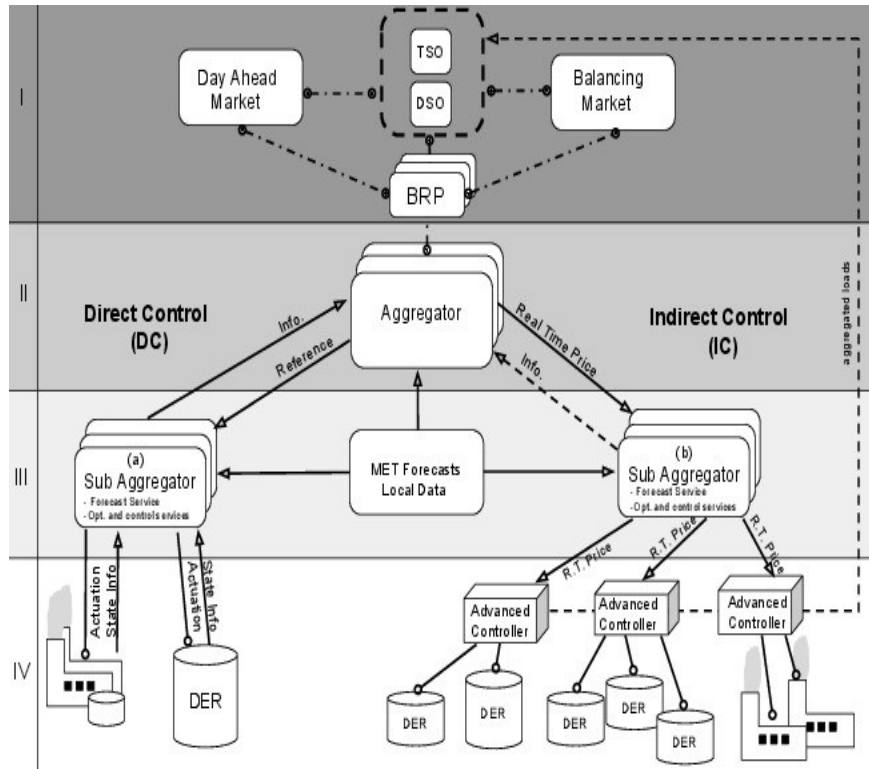 I
TSO
DSO
Day Ahead
Market
Balancing
Market
BRP
II
Direct Control
(DC)
Info.
Reference
Aggregator
Real Time Price
Info.
Indirect Control
(IC)
aggregated loads
III
(a)
Sub Aggregator
- Forecast Service
- Opt. and control services
MET Forecasts
Local Data
(b)
Sub Aggregator
- Forecast Service
- Opt. and control services
R.T. Price
R.T. Price
R.T. Price
IV
Actuation
State Info
Actuation
State Info
DER
Advanced
Controller
Advanced
Controller
Advanced
Controller
DER
DER
DER
DER
DER